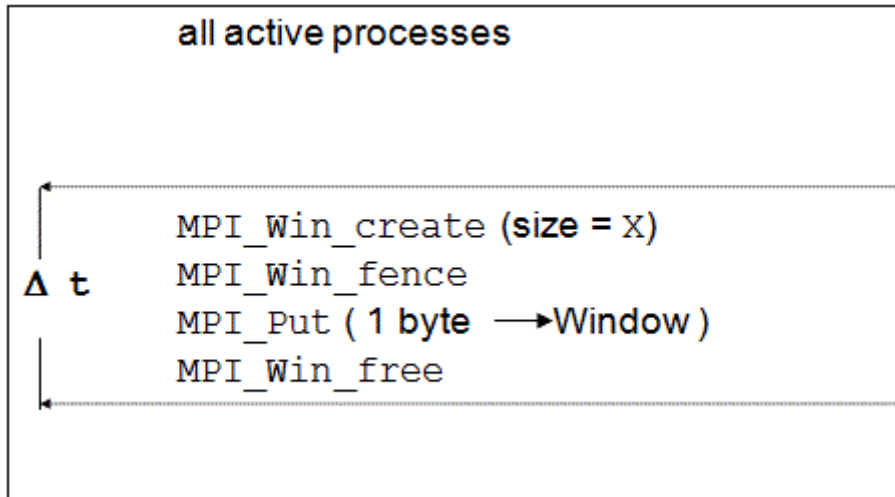 all active processes
MPI_Win_create (size = X)
MPI_Win_fence
Δ t
MPI_Put ( 1 byte → Window )
MPI_Win_free